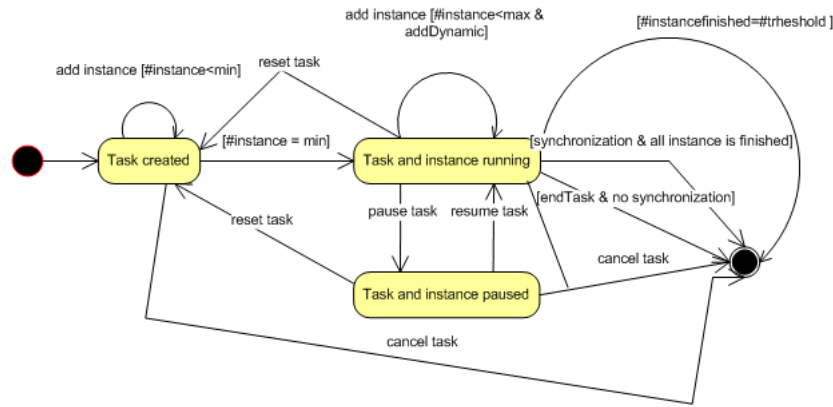 add instance [#instance<max &
addDynamic]
[#instancefinished=#trheshold ]
reset task
add instance [#instance<min]
[#instance = min]
[synchronization & all instance is finished]
Task created
Task and instance running
[endTask & no synchronization]
pause task
resume task
reset task
cancel task
Task and instance paused
cancel task